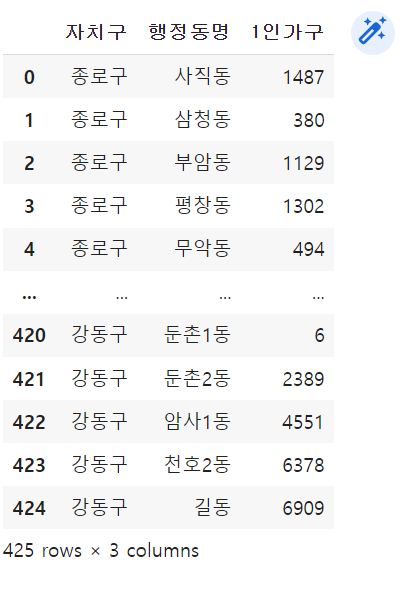 자치구 행정동명 1인가구
0 종로구 사직동 1487
1 종로구 삼청동 380
2 종로구 부암동 1129
3 종로구 평창동 1302
4 종로구 무악동 494
... ... ... ...
420 강동구 둔촌1동 6
421 강동구 둔촌2동 2389
422 강동구 암사1동 4551
423 강동구 천호2동 6378
424 강동구 길동 6909
425 rows × 3 columns